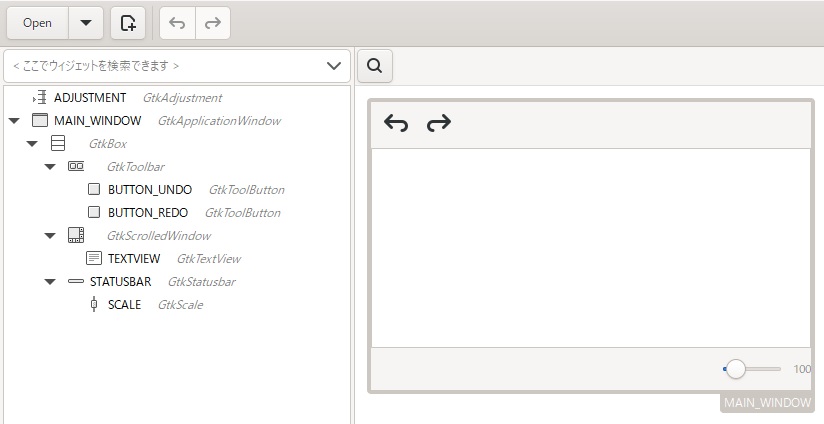 Open
< ここでウィジェットを検索できます >
ADJUSTMENT GtkAdjustment
MAIN_WINDOW GtkApplicationWindow
GtkBox
GtkToolbar
BUTTON_UNDO GtkToolButton
BUTTON_REDO GtkToolButton
GtkScrolledWindow
TEXTVIEW GtkTextView
STATUSBAR GtkStatusbar
SCALE GtkScale
100
MAIN_WINDOW